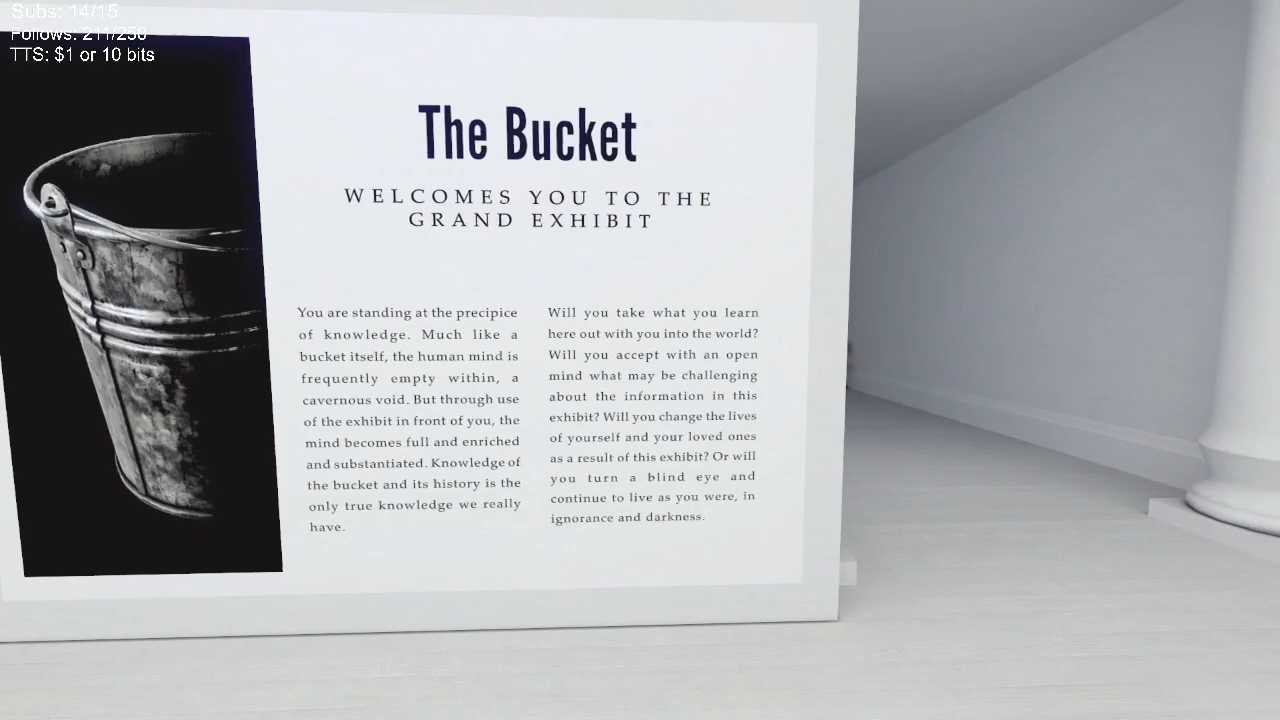 Subs: 14/15
Follows: 211/250
TTS: $1 or 10 bits
The Bucket
WELCOMES YOU TO THE
GRAND EXHIBIT
You are standing at the precipice
of knowledge. Much like a
bucket itself, the human mind is
frequently empty within, a
cavernous void. But through use
of the exhibit in front of you, the
mind becomes full and enriched
and substantiated. Knowledge of
the bucket and its history is the
only true knowledge we really
have.
Will you take what you learn
here out with you into the world?
Will you accept with an open
mind what may be challenging
about the information in this
exhibit? Will you change the lives
of yourself and your loved ones
as a result of this exhibit? Or will
you turn a blind eye and
continue to live as you were, in
ignorance and darkness.